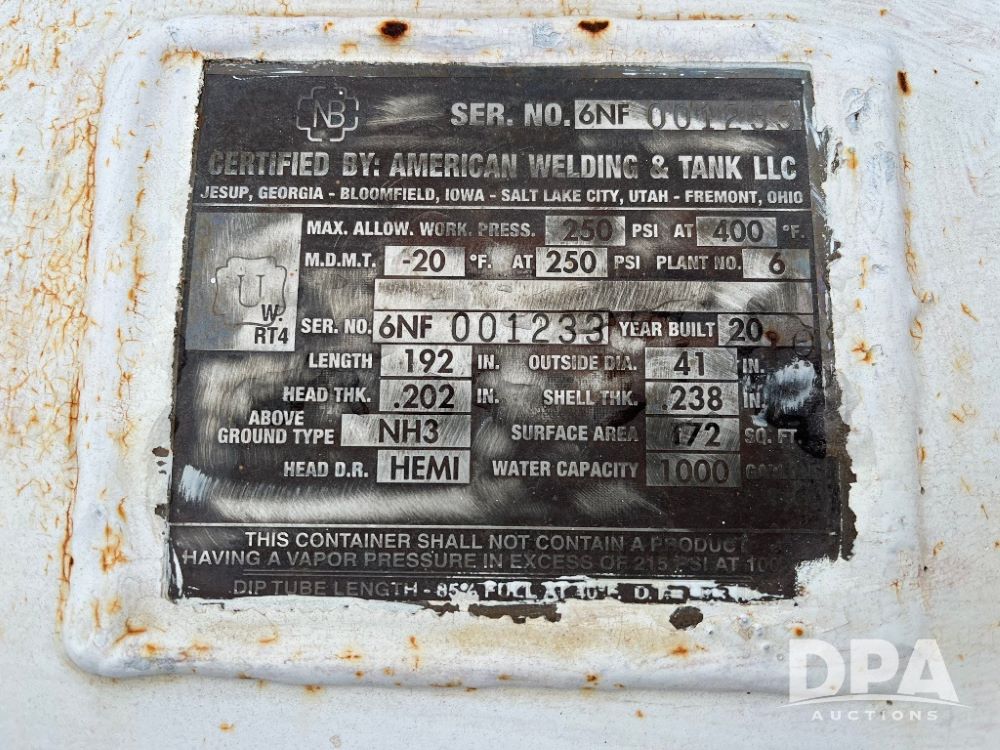 NB SER. NO. 6NF 001233
CERTIFIED BY: AMERICAN WELDING & TANK LLC
JESUP, GEORGIA - BLOOMFIELD, IOWA - SALT LAKE CITY, UTAH - FREMONT, OHIO
MAX. ALLOW. WORK. PRESS. 250 PSI AT 400 °F.
M.D.M.T. -20 °F. AT 250 PSI PLANT NO. 6
U
W
RT4
SER. NO. 6NF 001233 YEAR BUILT 20
LENGTH 192 IN. OUTSIDE DIA. 41 IN.
HEAD THK. .202 IN. SHELL THK. .238 IN.
ABOVE
GROUND TYPE NH3 SURFACE AREA 172 SQ. FT.
HEAD D.R. HEMI WATER CAPACITY 1000
THIS CONTAINER SHALL NOT CONTAIN A PRODUCT
HAVING A VAPOR PRESSURE IN EXCESS OF 215 PSI AT 100°
DIP TUBE LENGTH - 85% FULL AT 40°F.
DPA
AUCTIONS